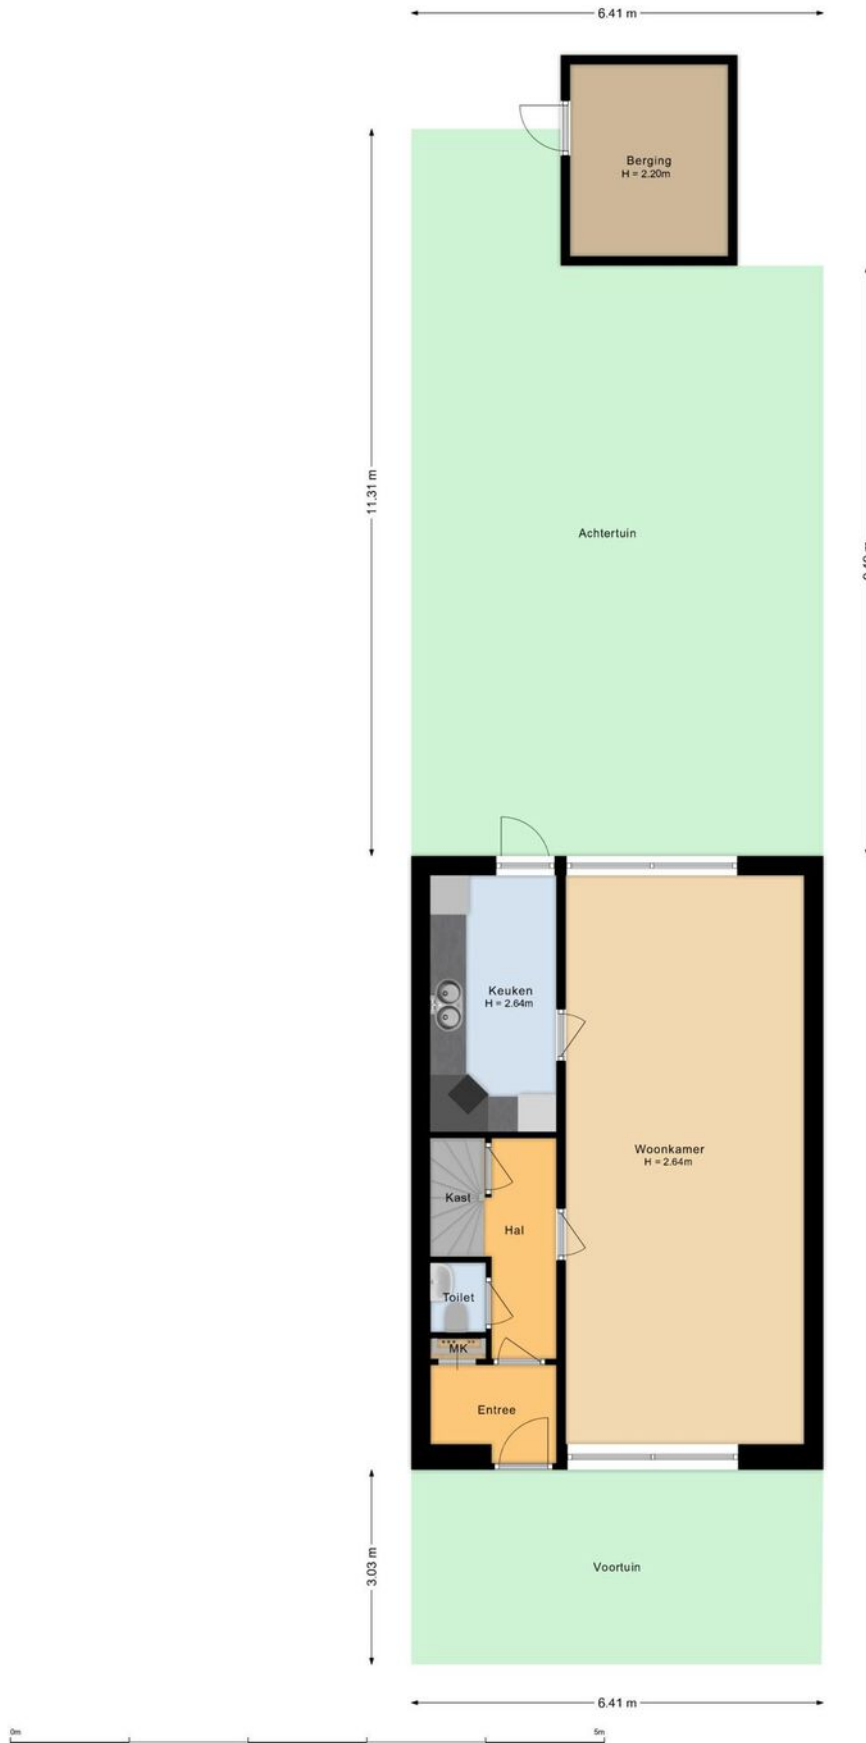 6.41 m
Berging
H = 2.20m
11.31 m
Achtertuin
Keuken
H = 2.64m
Woonkamer
H = 2.64m
Kast
Hal
Toilet
MK
Entree
3.03 m
Voortuin
6.41 m
0m
5m